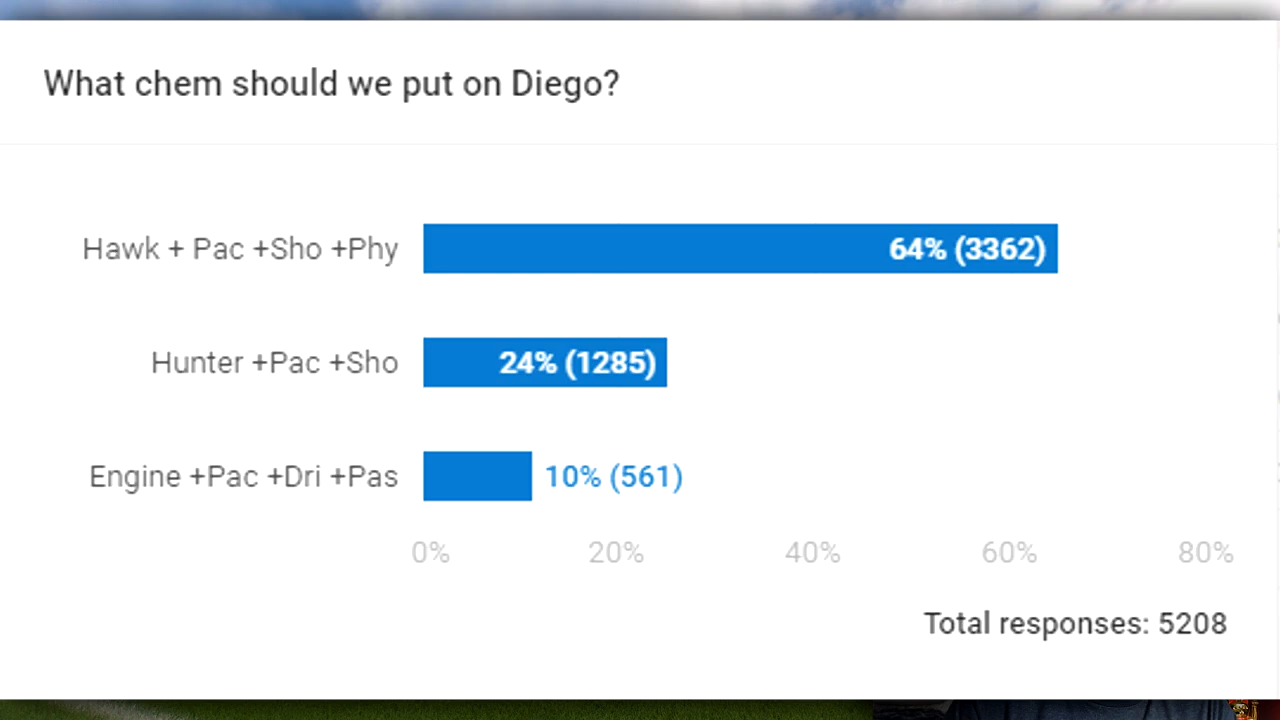 What chem should we put on Diego?
Hawk + Pac +Sho +Phy
64% (3362)
Hunter +Pac +Sho
24% (1285)
Engine +Pac +Dri +Pas
10% (561)
0% 20% 40% 60% 80%
Total responses: 5208